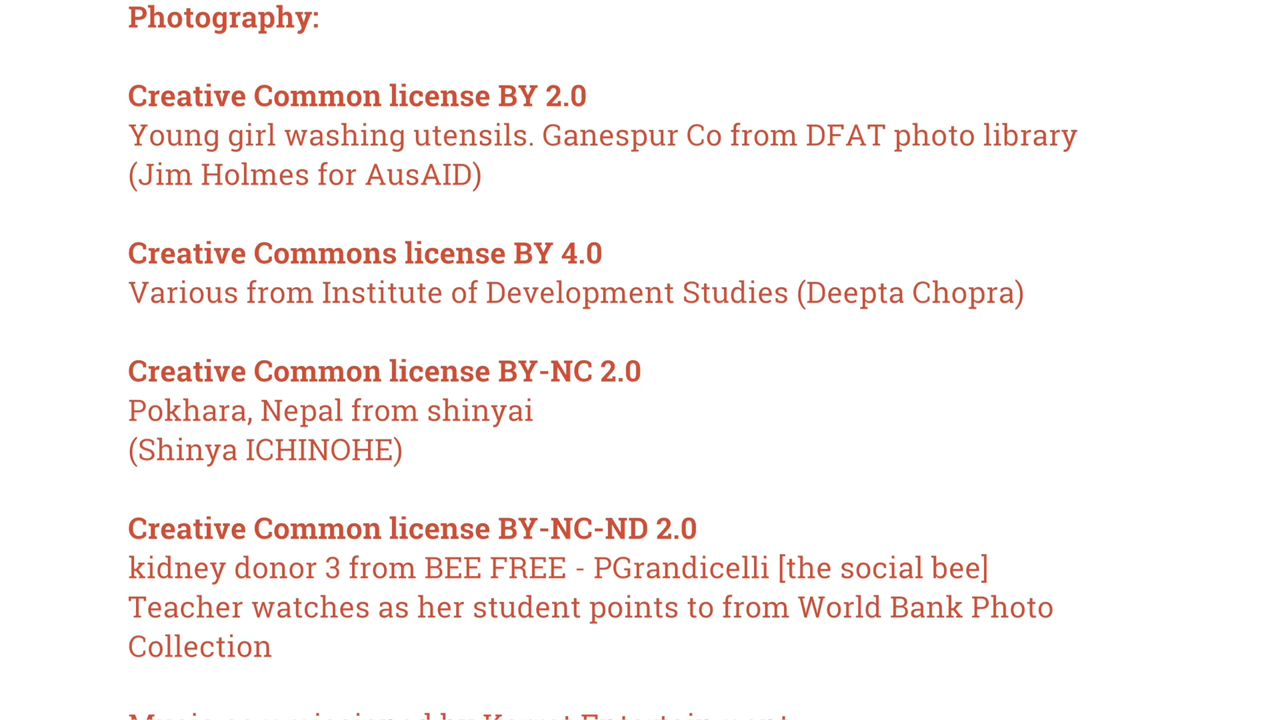 Photography:
Creative Common license BY 2.0
Young girl washing utensils. Ganespur Co from DFAT photo library
(Jim Holmes for AusAID)
Creative Commons license BY 4.0
Various from Institute of Development Studies (Deepta Chopra)
Creative Common license BY-NC 2.0
Pokhara, Nepal from shinyai
(Shinya ICHINOHE)
Creative Common license BY-NC-ND 2.0
kidney donor 3 from BEE FREE - PGrandicelli [the social bee]
Teacher watches as her student points to from World Bank Photo
Collection
Music commissioned by Entertainment